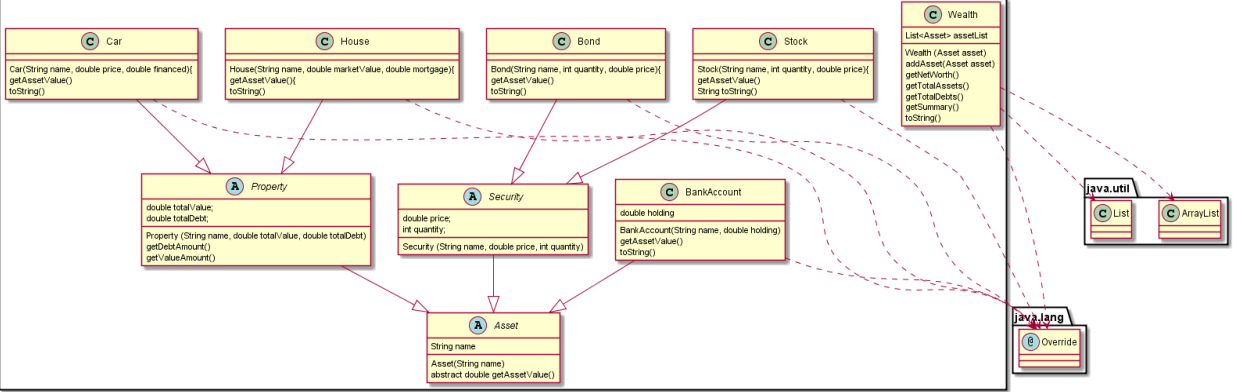 C Car
Car(String name, double price, double financed){
getAssetValue()
toString()
C House
House(String name, double marketValue, double mortgage){
getAssetValue(){
toString()
C Bond
Bond(String name, int quantity, double price){
getAssetValue()
toString()
C Stock
Stock(String name, int quantity, double price){
getAssetValue()
String toString()
C Wealth
List<Asset> assetList
Wealth (Asset asset)
addAsset(Asset asset)
getNetWorth()
getTotalAssets()
getTotalDebts()
getSummary()
toString()
A Property
double totalValue;
double totalDebt;
Property (String name, double totalValue, double totalDebt)
getDebtAmount()
getValueAmount()
A Security
double price;
int quantity;
Security (String name, double price, int quantity)
C BankAccount
double holding
BankAccount(String name, double holding)
getAssetValue()
toString()
java.util
C List
C ArrayList
A Asset
String name
Asset(String name)
abstract double getAssetValue()
java.lang
@ Override